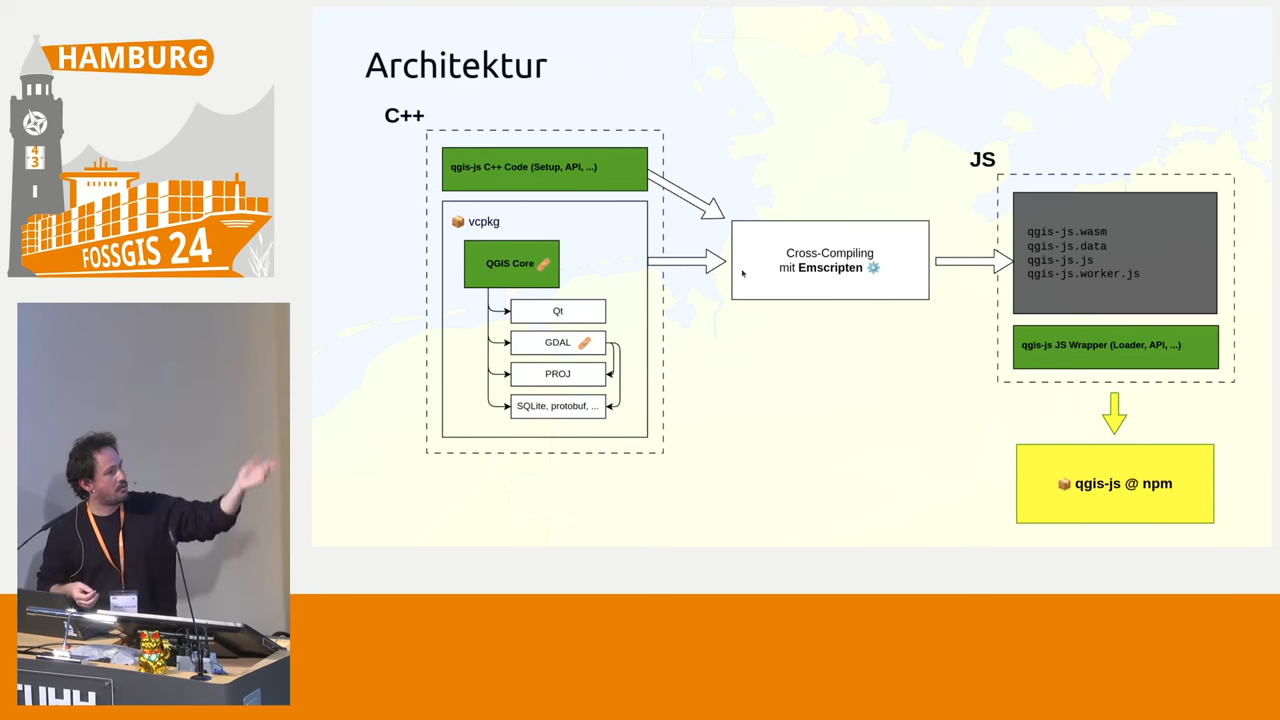 HAMBURG
4
3
FOSSGIS 24
Architektur
C++
qgis-js C++ Code (Setup, API, ...)
vcpkg
QGIS Core
Qt
GDAL
PROJ
SQLite, protobuf, ...
Cross-Compiling
mit Emscripten
JS
qgis-js.wasm
qgis-js.data
qgis-js.js
qgis-js.worker.js
qgis-js JS Wrapper (Loader, API, ...)
qgis-js @ npm